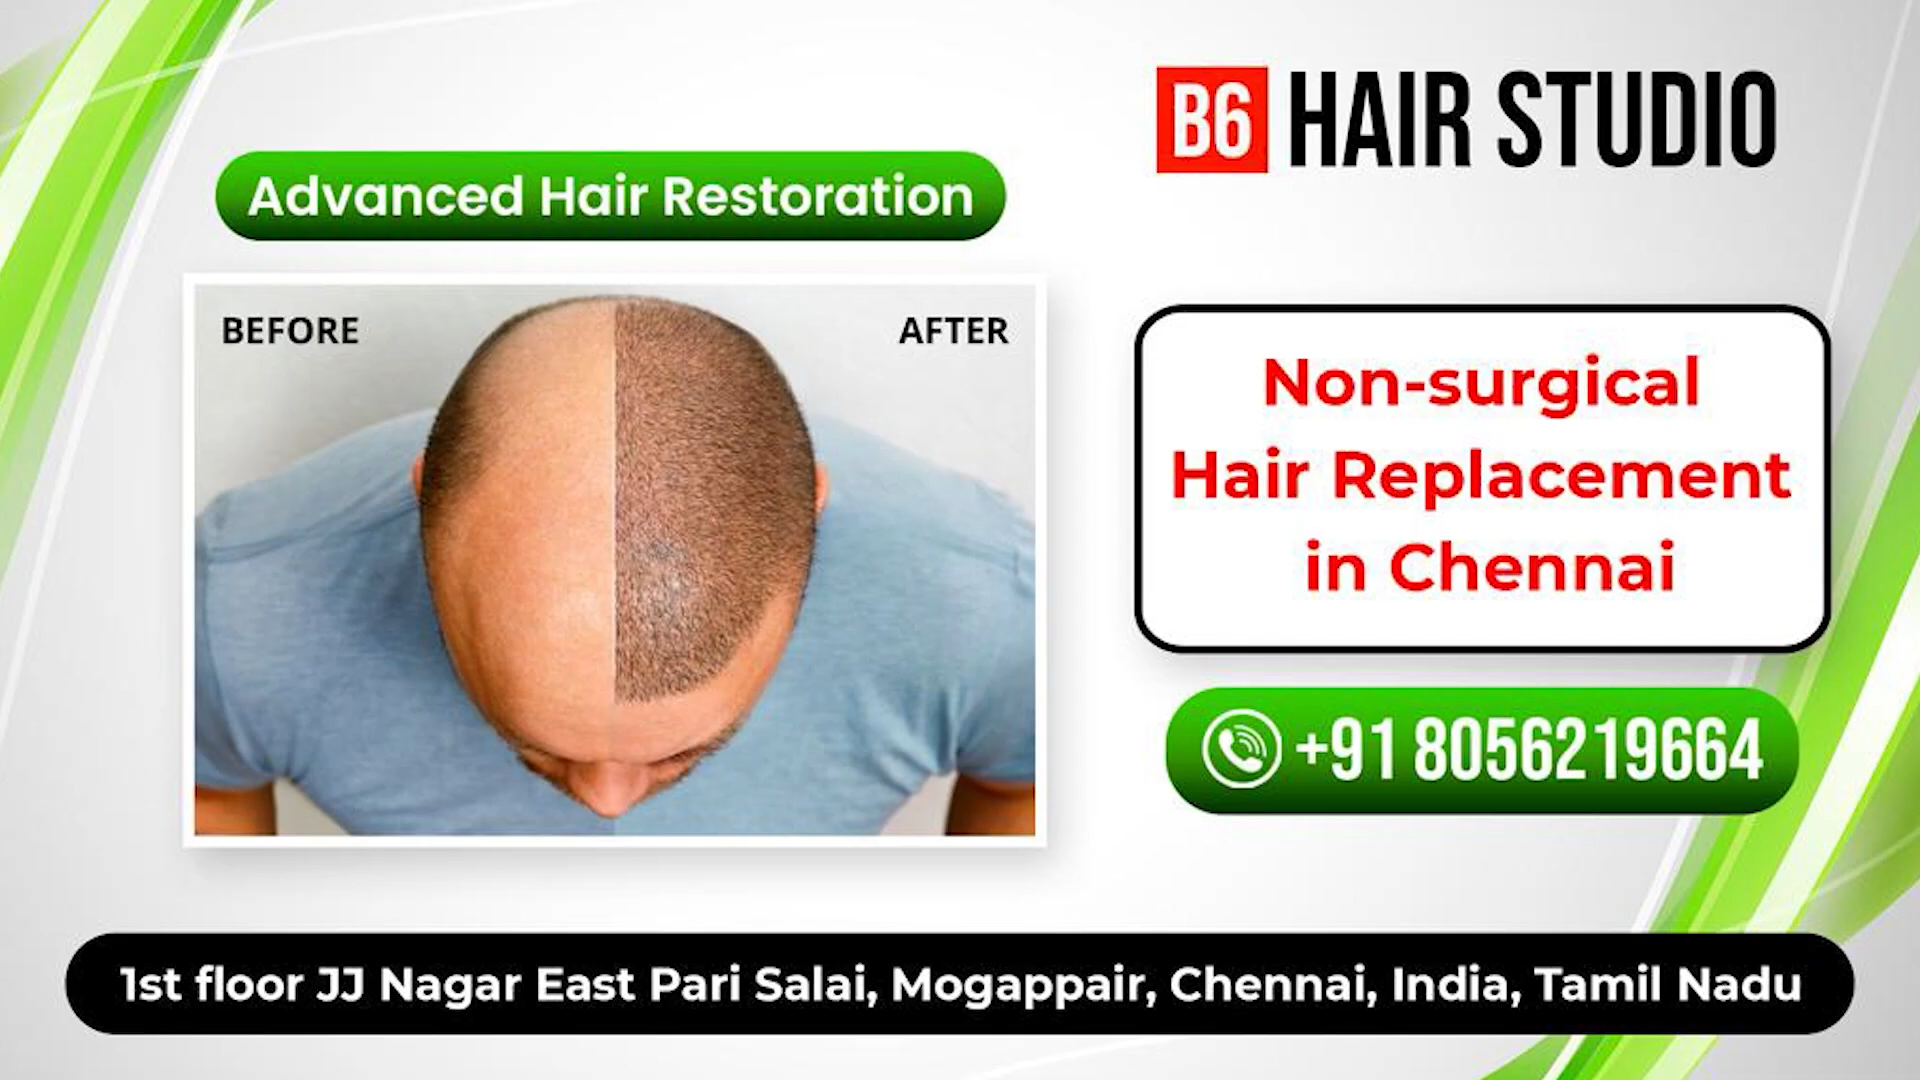 B6 HAIR STUDIO
Advanced Hair Restoration
BEFORE
AFTER
Non-surgical
Hair Replacement
in Chennai
+91 8056219664
1st floor JJ Nagar East Pari Salai, Mogappair, Chennai, India, Tamil Nadu